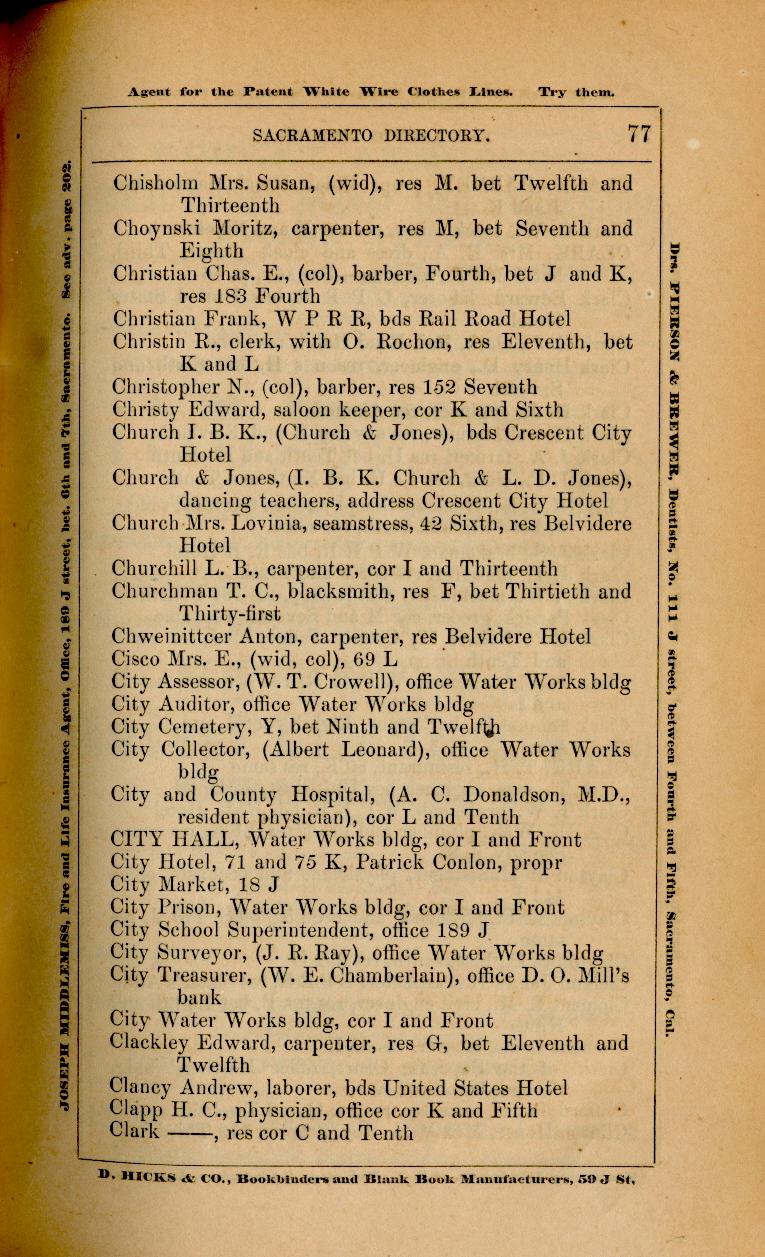 Agent for the Patent White Wire Clothes Lines. Try them.
SACRAMENTO DIRECTORY. 77
Chisholm Mrs. Susan, (wid), res M. bet Twelfth and
Thirteenth
Choynski Moritz, carpenter, res M, bet Seventh and
Eighth
Christian Chas. E., (col), barber, Fourth, bet J and K,
res 183 Fourth
Christian Frank, W P R R, bds Rail Road Hotel
Christin R., clerk, with O. Rochon, res Eleventh, bet
K and L
Christopher N., (col), barber, res 152 Seventh
Christy Edward, saloon keeper, cor K and Sixth
Church I. B. K., (Church & Jones), bds Crescent City
Hotel
Church & Jones, (I. B. K. Church & L. D. Jones),
dancing teachers, address Crescent City Hotel
Church Mrs. Lovinia, seamstress, 42 Sixth, res Belvidere
Hotel
Churchill L. B., carpenter, cor I and Thirteenth
Churchman T. C., blacksmith, res F, bet Thirtieth and
Thirty-first
Chweinittcer Anton, carpenter, res Belvidere Hotel
Cisco Mrs. E., (wid, col), 69 L
City Assessor, (W. T. Crowell), office Water Works bldg
City Auditor, office Water Works bldg
City Cemetery, Y, bet Ninth and Twelfth
City Collector, (Albert Leonard), office Water Works
bldg
City and County Hospital, (A. C. Donaldson, M.D.,
resident physician), cor L and Tenth
CITY HALL, Water Works bldg, cor I and Front
City Hotel, 71 and 75 K, Patrick Conlon, propr
City Market, 18 J
City Prison, Water Works bldg, cor I and Front
City School Superintendent, office 189 J
City Surveyor, (J. R. Ray), office Water Works bldg
City Treasurer, (W. E. Chamberlain), office D. O. Mill's
bank
City Water Works bldg, cor I and Front
Clackley Edward, carpenter, res G, bet Eleventh and
Twelfth
Clancy Andrew, laborer, bds United States Hotel
Clapp H. C., physician, office cor K and Fifth
Clark ——, res cor C and Tenth
D. HICKS & CO., Bookbinders and Blank Book Manufacturers, 59 J St,
JOSEPH MIDDLEMISS, Fire and Life Insurance Agent, Office, 189 J street, bet. 6th and 7th, Sacramento. See adv. page 202.
Drs. PIERSON & BREWER, Dentists, No. 111 J street, between Fourth and Fifth, Sacramento, Cal.